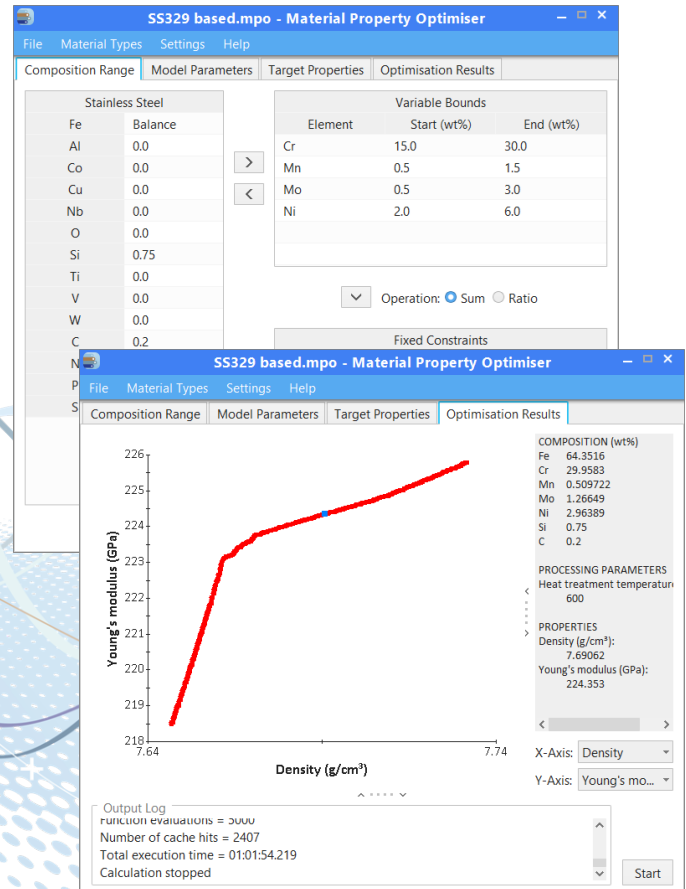 SS329 based.mpo - Material Property Optimiser
File Material Types Settings Help
Composition Range Model Parameters Target Properties Optimisation Results
Stainless Steel
Fe Balance
Al 0.0
Co 0.0
Cu 0.0
Nb 0.0
O 0.0
Si 0.75
Ti 0.0
V 0.0
W 0.0
C 0.2
N
P
S
>
<
Variable Bounds
Element Start (wt%) End (wt%)
Cr 15.0 30.0
Mn 0.5 1.5
Mo 0.5 3.0
Ni 2.0 6.0
Operation: Sum Ratio
Fixed Constraints
SS329 based.mpo - Material Property Optimiser
File Material Types Settings Help
Composition Range Model Parameters Target Properties Optimisation Results
226
225
224
223
222
221
220
219
218
Young's modulus (GPa)
7.64 7.74
Density (g/cm³)
COMPOSITION (wt%)
Fe 64.3516
Cr 29.9583
Mn 0.509722
Mo 1.26649
Ni 2.96389
Si 0.75
C 0.2
PROCESSING PARAMETERS
Heat treatment temperature
600
PROPERTIES
Density (g/cm³):
7.69062
Young's modulus (GPa):
224.353
X-Axis: Density
Y-Axis: Young's mo...
Output Log
Function evaluations = 5000
Number of cache hits = 2407
Total execution time = 01:01:54.219
Calculation stopped
Start